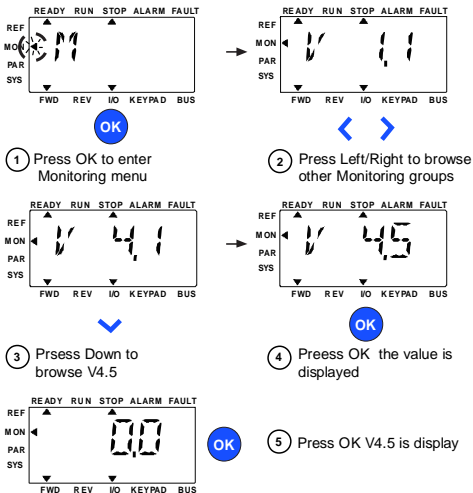 READY RUN STOP ALARM FAULT
REF
MON
PAR
SYS
M
FWD REV I/O KEYPAD BUS
OK
1 Press OK to enter
Monitoring menu
READY RUN STOP ALARM FAULT
REF
MON
PAR
SYS
V 1.1
FWD REV I/O KEYPAD BUS
2 Press Left/Right to browse
other Monitoring groups
READY RUN STOP ALARM FAULT
REF
MON
PAR
SYS
V 4.1
FWD REV I/O KEYPAD BUS
3 Prsess Down to
browse V4.5
READY RUN STOP ALARM FAULT
REF
MON
PAR
SYS
V 4.5
FWD REV I/O KEYPAD BUS
OK
4 Preess OK the value is
displayed
READY RUN STOP ALARM FAULT
REF
MON
PAR
SYS
0.0
FWD REV I/O KEYPAD BUS
OK
5 Press OK V4.5 is display